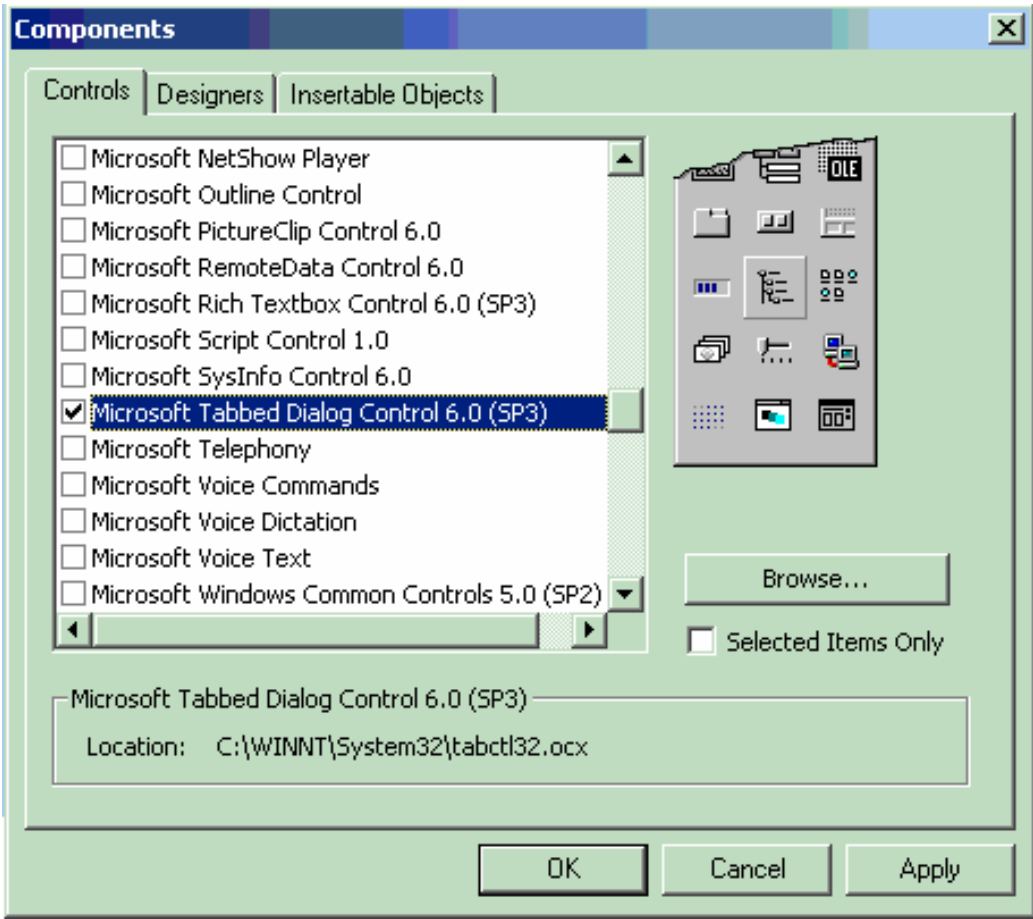 Components
Controls
Designers
Insertable Objects
Microsoft NetShow Player
Microsoft Outline Control
Microsoft PictureClip Control 6.0
Microsoft RemoteData Control 6.0
Microsoft Rich Textbox Control 6.0 (SP3)
Microsoft Script Control 1.0
Microsoft SysInfo Control 6.0
Microsoft Tabbed Dialog Control 6.0 (SP3)
Microsoft Telephony
Microsoft Voice Commands
Microsoft Voice Dictation
Microsoft Voice Text
Microsoft Windows Common Controls 5.0 (SP2)
OLE
Browse...
Selected Items Only
Microsoft Tabbed Dialog Control 6.0 (SP3)
Location: C:\WINNT\System32\tabctl32.ocx
OK
Cancel
Apply